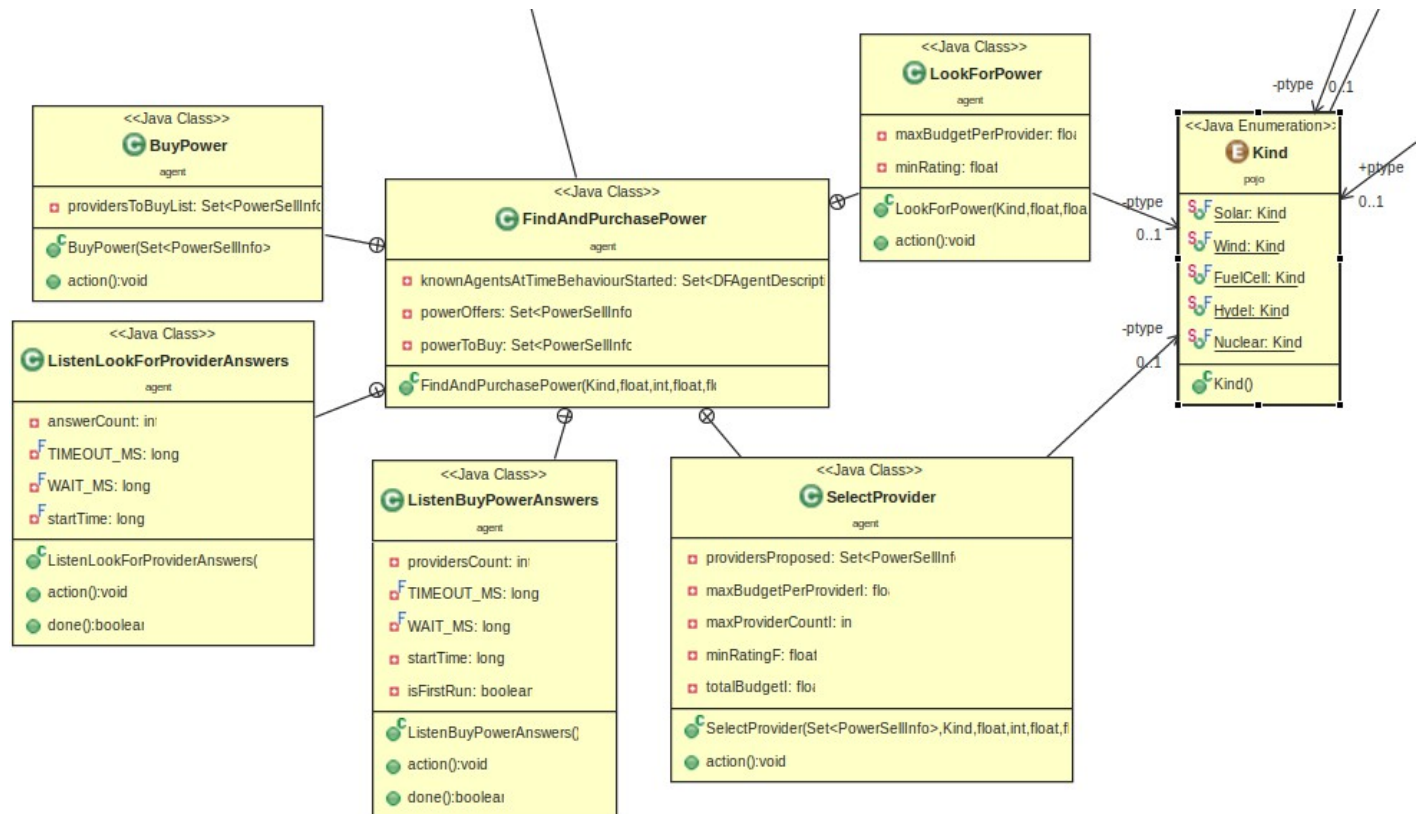 <<Java Class>>
BuyPower
agent
providersToBuyList: Set<PowerSellInfo
BuyPower(Set<PowerSellInfo>
action():void
<<Java Class>>
ListenLookForProviderAnswers
agent
answerCount: int
TIMEOUT_MS: long
WAIT_MS: long
startTime: long
ListenLookForProviderAnswers(
action():void
done():boolean
<<Java Class>>
FindAndPurchasePower
agent
knownAgentsAtTimeBehaviourStarted: Set<DFAgentDescripti
powerOffers: Set<PowerSellInfo
powerToBuy: Set<PowerSellInfo
FindAndPurchasePower(Kind,float,int,float,flo
<<Java Class>>
ListenBuyPowerAnswers
agent
providersCount: int
TIMEOUT_MS: long
WAIT_MS: long
startTime: long
isFirstRun: boolean
ListenBuyPowerAnswers()
action():void
done():boolean
<<Java Class>>
SelectProvider
agent
providersProposed: Set<PowerSellInfo
maxBudgetPerProviderI: floa
maxProviderCountI: in
minRatingF: float
totalBudgetI: floa
SelectProvider(Set<PowerSellInfo>,Kind,float,int,float,fl
action():void
<<Java Class>>
LookForPower
agent
maxBudgetPerProvider: floa
minRating: float
LookForPower(Kind,float,floa
action():void
-ptype
0..1
-ptype
0..1
-ptype
0..1
+ptype
0..1
<<Java Enumeration>>
Kind
pojo
Solar: Kind
Wind: Kind
FuelCell: Kind
Hydel: Kind
Nuclear: Kind
Kind()